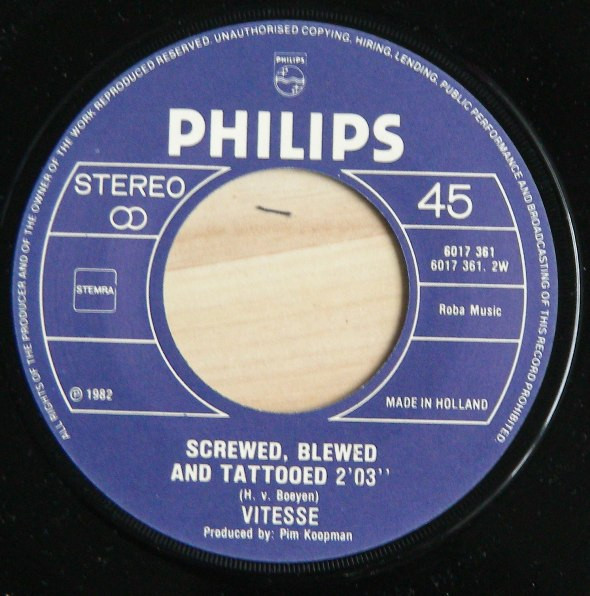 ALL RIGHTS OF THE PRODUCER AND OF THE OWNER OF THE WORK REPRODUCED RESERVED. UNAUTHORISED COPYING, HIRING, LENDING, PUBLIC PERFORMANCE AND BROADCASTING OF THIS RECORD PROHIBITED.
PHILIPS
PHILIPS
STEREO
45
6017 361
6017 361. 2W
STEMRA
Roba Music
℗ 1982
MADE IN HOLLAND
SCREWED, BLEWED
AND TATTOOED 2'03''
(H. v. Boeyen)
VITESSE
Produced by: Pim Koopman